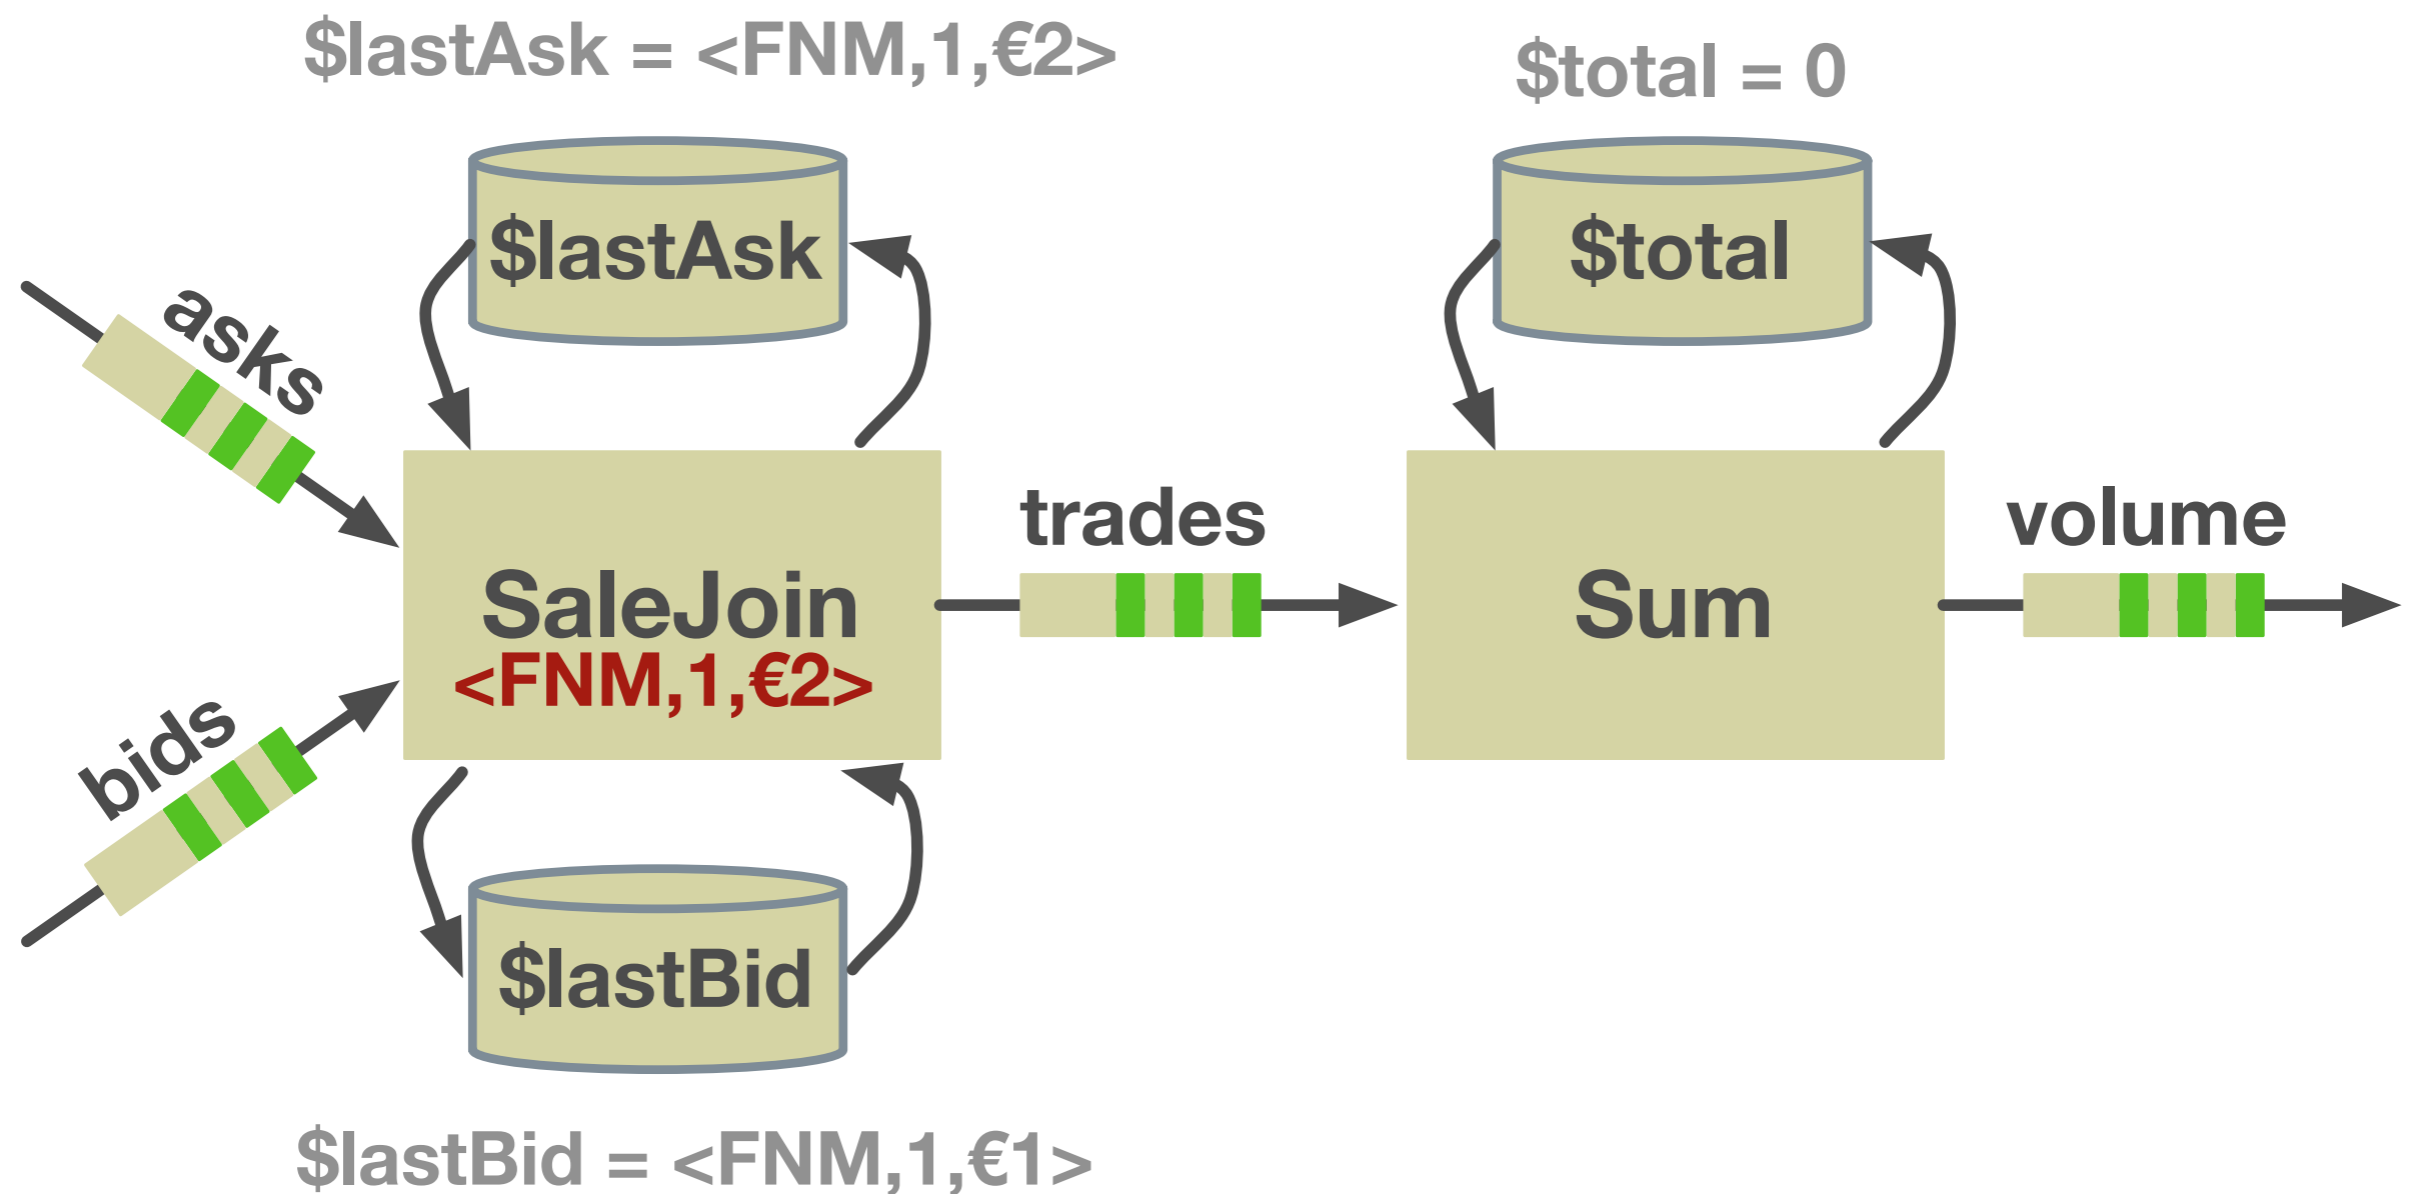 $lastAsk = <FNM,1,€2>
$total = 0
$lastAsk
$total
asks
trades
volume
SaleJoin
<FNM,1,€2>
Sum
bids
$lastBid
$lastBid = <FNM,1,€1>